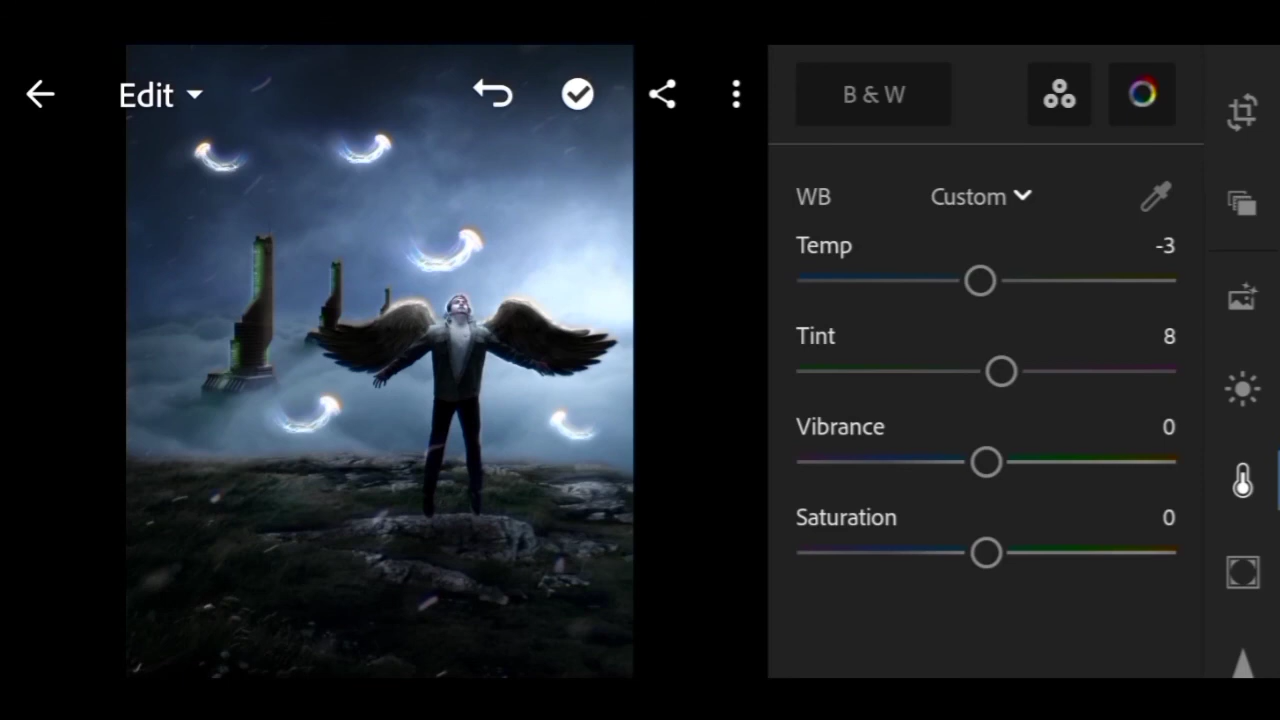 Edit
B & W
WB Custom
Temp -3
Tint 8
Vibrance 0
Saturation 0